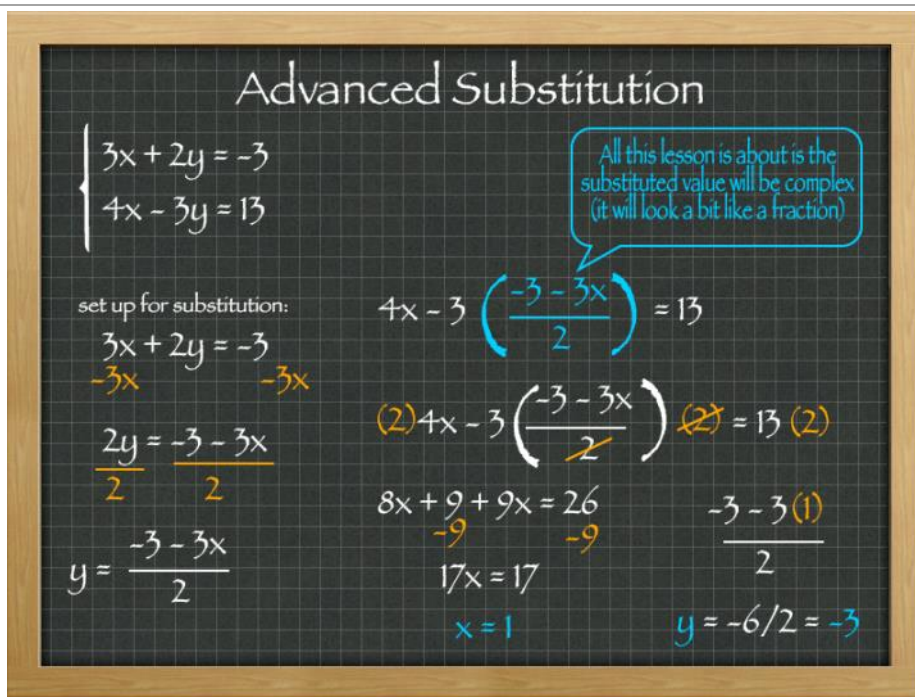 Advanced Substitution
3x + 2y = -3
4x - 3y = 13
All this lesson is about is the
substituted value will be complex
(it will look a bit like a fraction)
set up for substitution:
3x + 2y = -3
-3x -3x
2y = -3 - 3x
2 2
y = -3 - 3x
2
4x - 3 ( -3 - 3x ) = 13
2
(2)4x - 3 ( -3 - 3x ) (2) = 13 (2)
2
8x + 9 + 9x = 26
-9 -9
17x = 17
x = 1
-3 - 3(1)
2
y = -6/2 = -3